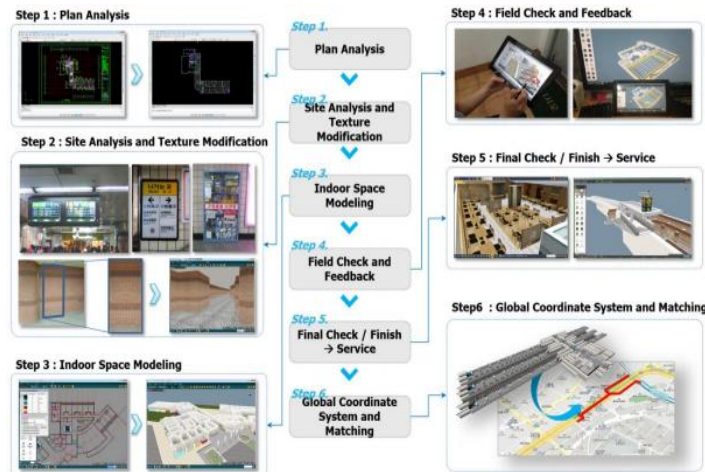 Step 1 : Plan Analysis
Step 2 : Site Analysis and Texture Modification
Step 3 : Indoor Space Modeling
Step 1.
Plan Analysis
Step 2.
Site Analysis and
Texture
Modification
Step 3.
Indoor Space
Modeling
Step 4.
Field Check and
Feedback
Step 5.
Final Check / Finish
→ Service
Step 6.
Global Coordinate
System and
Matching
Step 4 : Field Check and Feedback
Step 5 : Final Check / Finish → Service
Step6 : Global Coordinate System and Matching